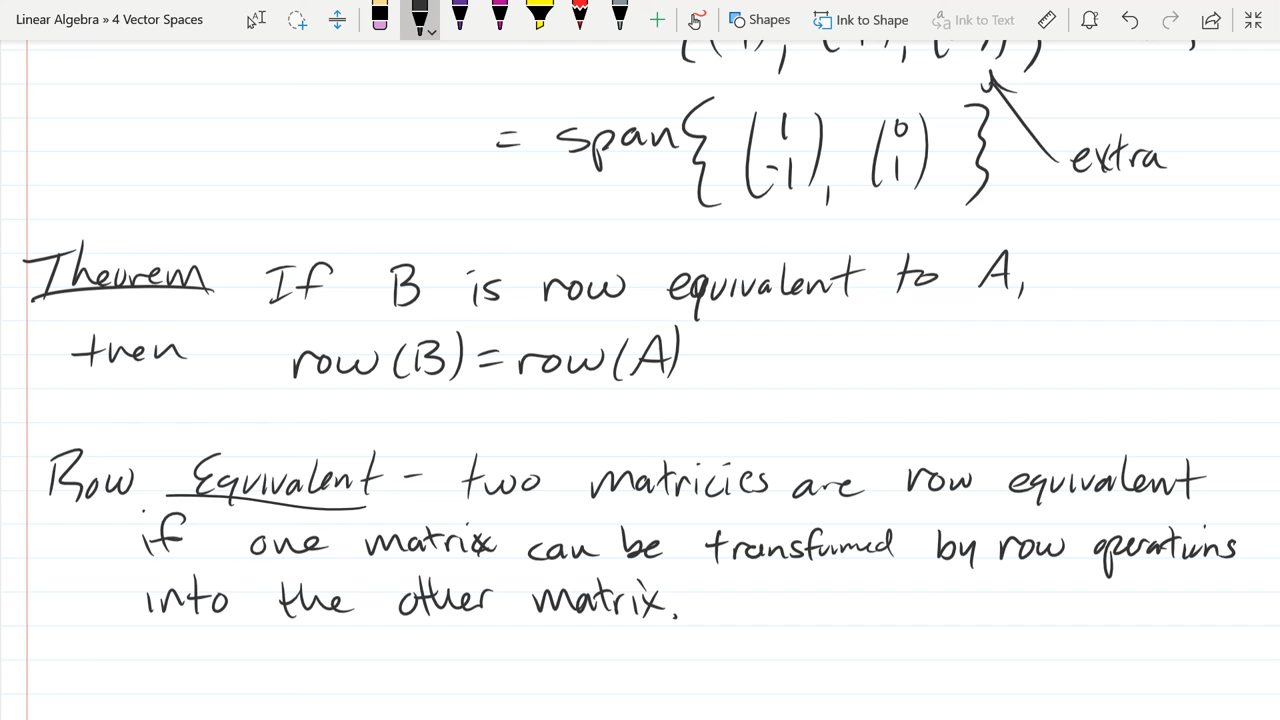 Linear Algebra » 4 Vector Spaces
Shapes
Ink to Shape
Ink to Text
= span{ (1 -1), (0 1) }
extra
Theorem If B is row equivalent to A,
then row(B)=row(A)
Row Equivalent - two matricies are row equivalent
if one matrix can be transformed by row operations
into the other matrix.